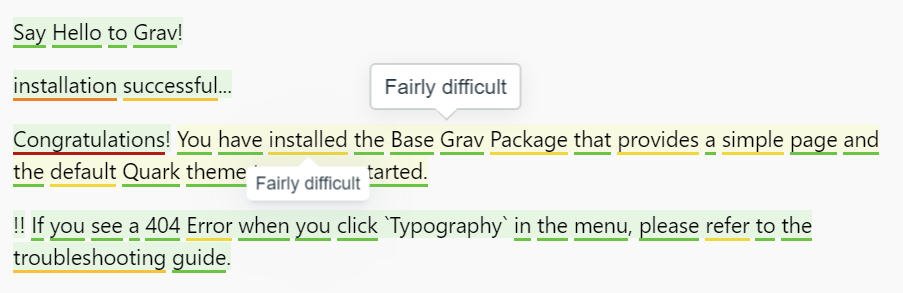 Say Hello to Grav!
installation successful...
Fairly difficult
Congratulations! You have installed the Base Grav Package that provides a simple page and
the default Quark theme tarted.
Fairly difficult
!! If you see a 404 Error when you click `Typography` in the menu, please refer to the
troubleshooting guide.